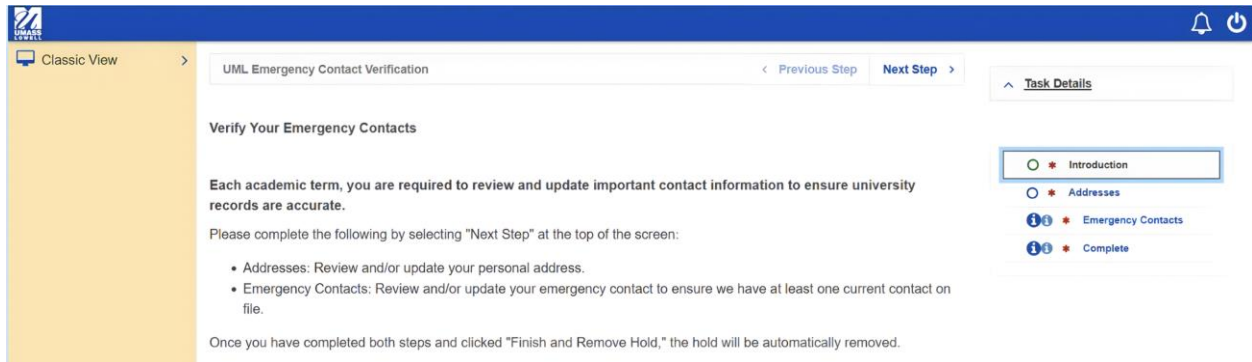 UMASS
LOWELL
Classic View
UML Emergency Contact Verification
Previous Step
Next Step
Task Details
Verify Your Emergency Contacts
Each academic term, you are required to review and update important contact information to ensure university
records are accurate.
Please complete the following by selecting "Next Step" at the top of the screen:
• Addresses: Review and/or update your personal address.
• Emergency Contacts: Review and/or update your emergency contact to ensure we have at least one current contact on
file.
Once you have completed both steps and clicked "Finish and Remove Hold," the hold will be automatically removed.
* Introduction
* Addresses
* Emergency Contacts
* Complete